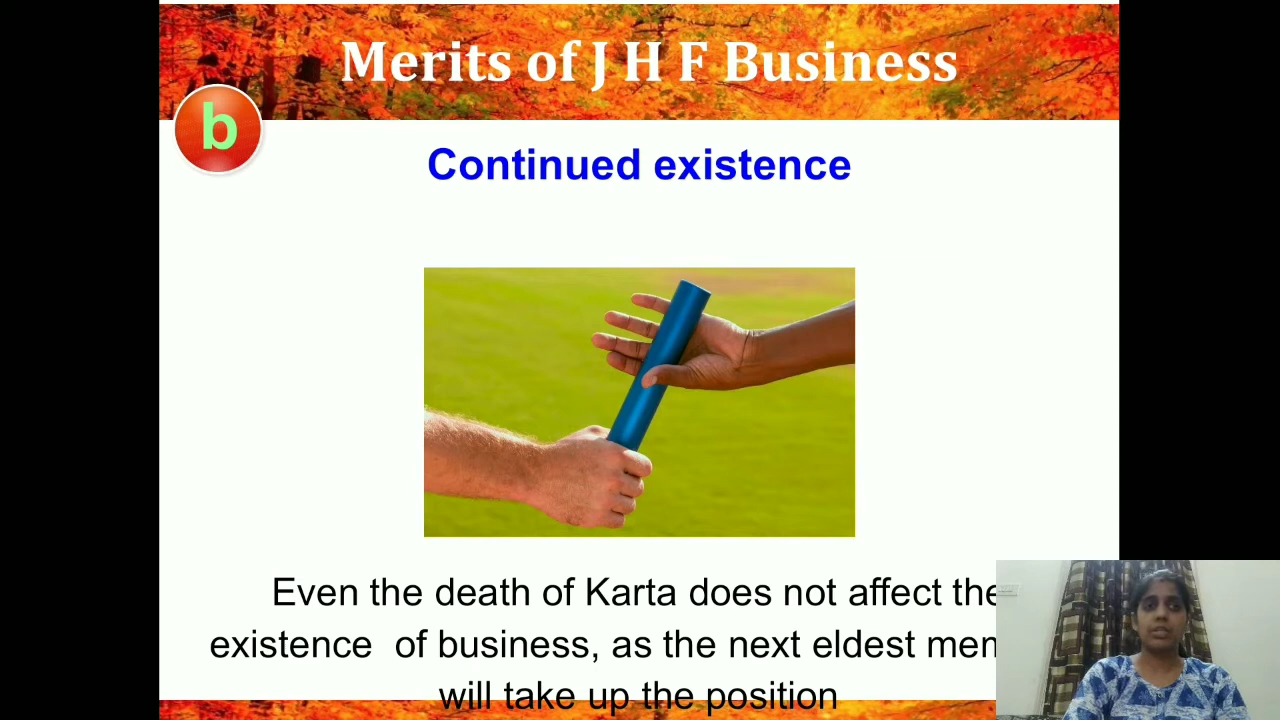 Merits of J H F Business
b
Continued existence
Even the death of Karta does not affect the
existence of business, as the next eldest
will take up the position